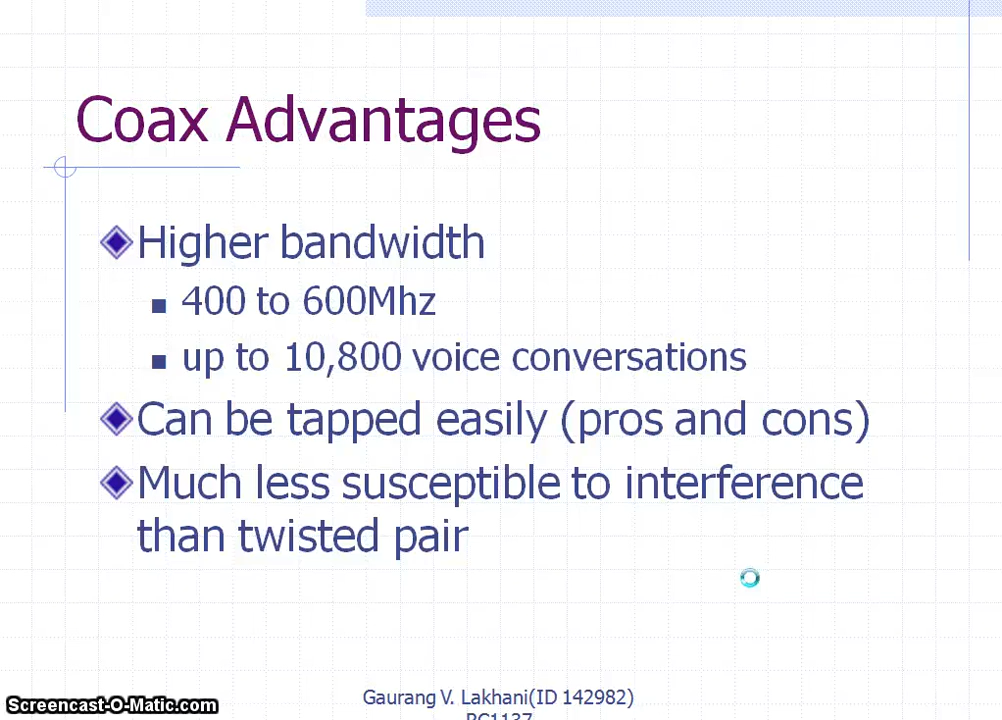 Coax Advantages
Higher bandwidth
400 to 600Mhz
up to 10,800 voice conversations
Can be tapped easily (pros and cons)
Much less susceptible to interference
than twisted pair
Gaurang V. Lakhani(ID 142982)
Screencast-O-Matic.com